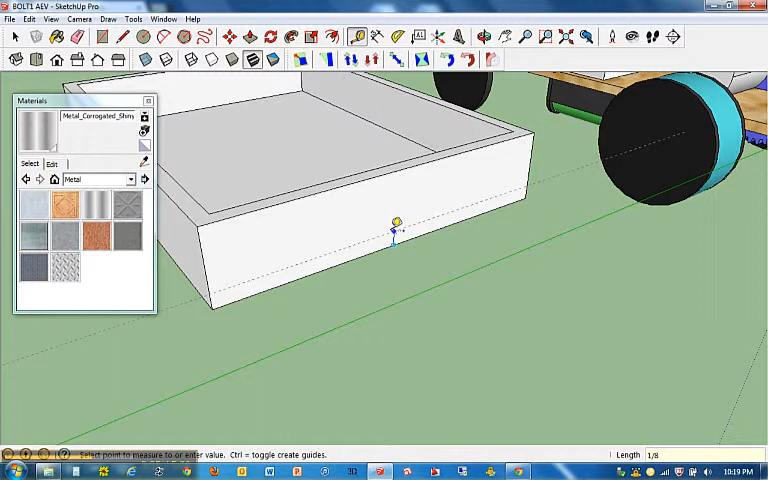 BOLT1 AEV - SketchUp Pro
File Edit View Camera Draw Tools Window Help
Materials
Metal_Corrogated_Shiny
Select Edit
Metal
Select point to measure to or enter value. Ctrl = toggle create guides.
Length 1/8
10:19 PM